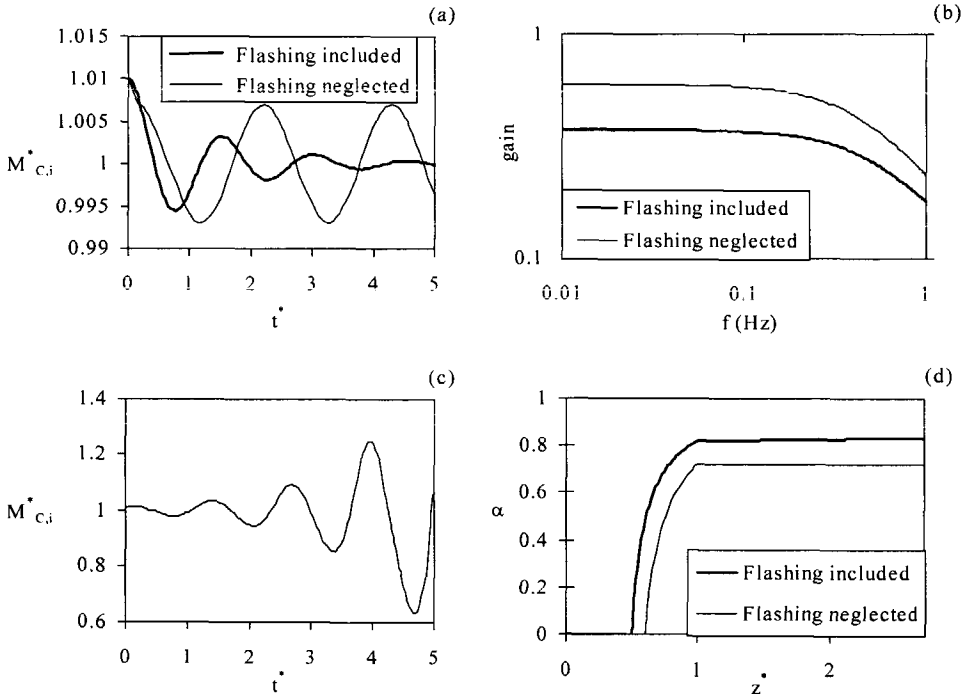 (a)
1.015
1.01
1.005
1
0.995
0.99
M*C,i
Flashing included
Flashing neglected
0 1 2 3 4 5
t*
(b)
1
gain
0.1
Flashing included
Flashing neglected
0.01 0.1 1
f (Hz)
(c)
1.4
1.2
1
0.8
0.6
M*C,i
0 1 2 3 4 5
t*
(d)
1
0.8
0.6
α
0.4
0.2
0
Flashing included
Flashing neglected
0 1 2
z*